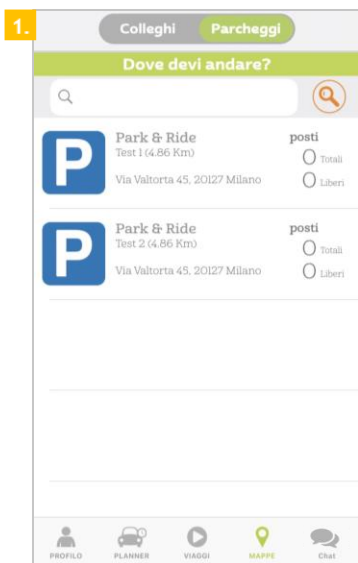 1.
Colleghi Parcheggi
Dove devi andare?
P
Park & Ride posti
Test 1 (4.86 Km) 0 Totali
Via Valtorta 45, 20127 Milano 0 Liberi
P
Park & Ride posti
Test 2 (4.86 Km) 0 Totali
Via Valtorta 45, 20127 Milano 0 Liberi
PROFILO PLANNER VIAGGI MAPPE Chat